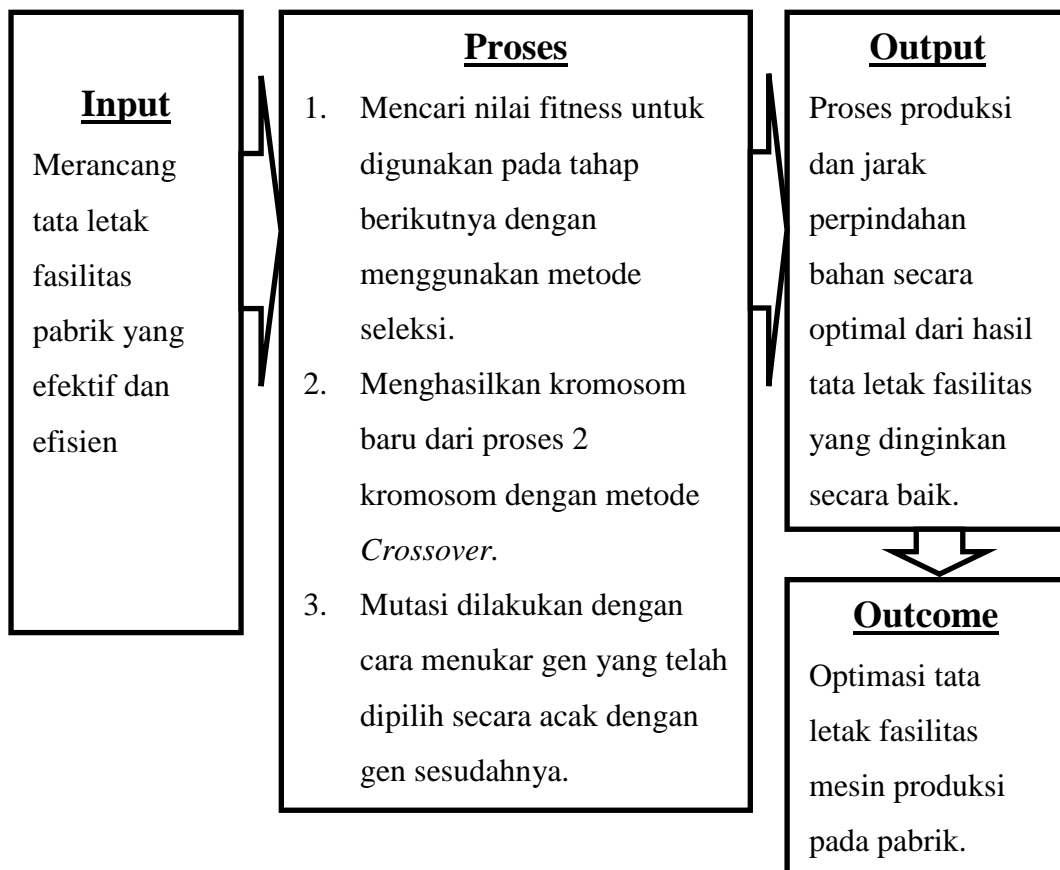 Input
Merancang
tata letak
fasilitas
pabrik yang
efektif dan
efisien
Proses
1. Mencari nilai fitness untuk
digunakan pada tahap
berikutnya dengan
menggunakan metode
seleksi.
2. Menghasilkan kromosom
baru dari proses 2
kromosom dengan metode
Crossover.
3. Mutasi dilakukan dengan
cara menukar gen yang telah
dipilih secara acak dengan
gen sesudahnya.
Output
Proses produksi
dan jarak
perpindahan
bahan secara
optimal dari hasil
tata letak fasilitas
yang dinginkan
secara baik.
Outcome
Optimasi tata
letak fasilitas
mesin produksi
pada pabrik.